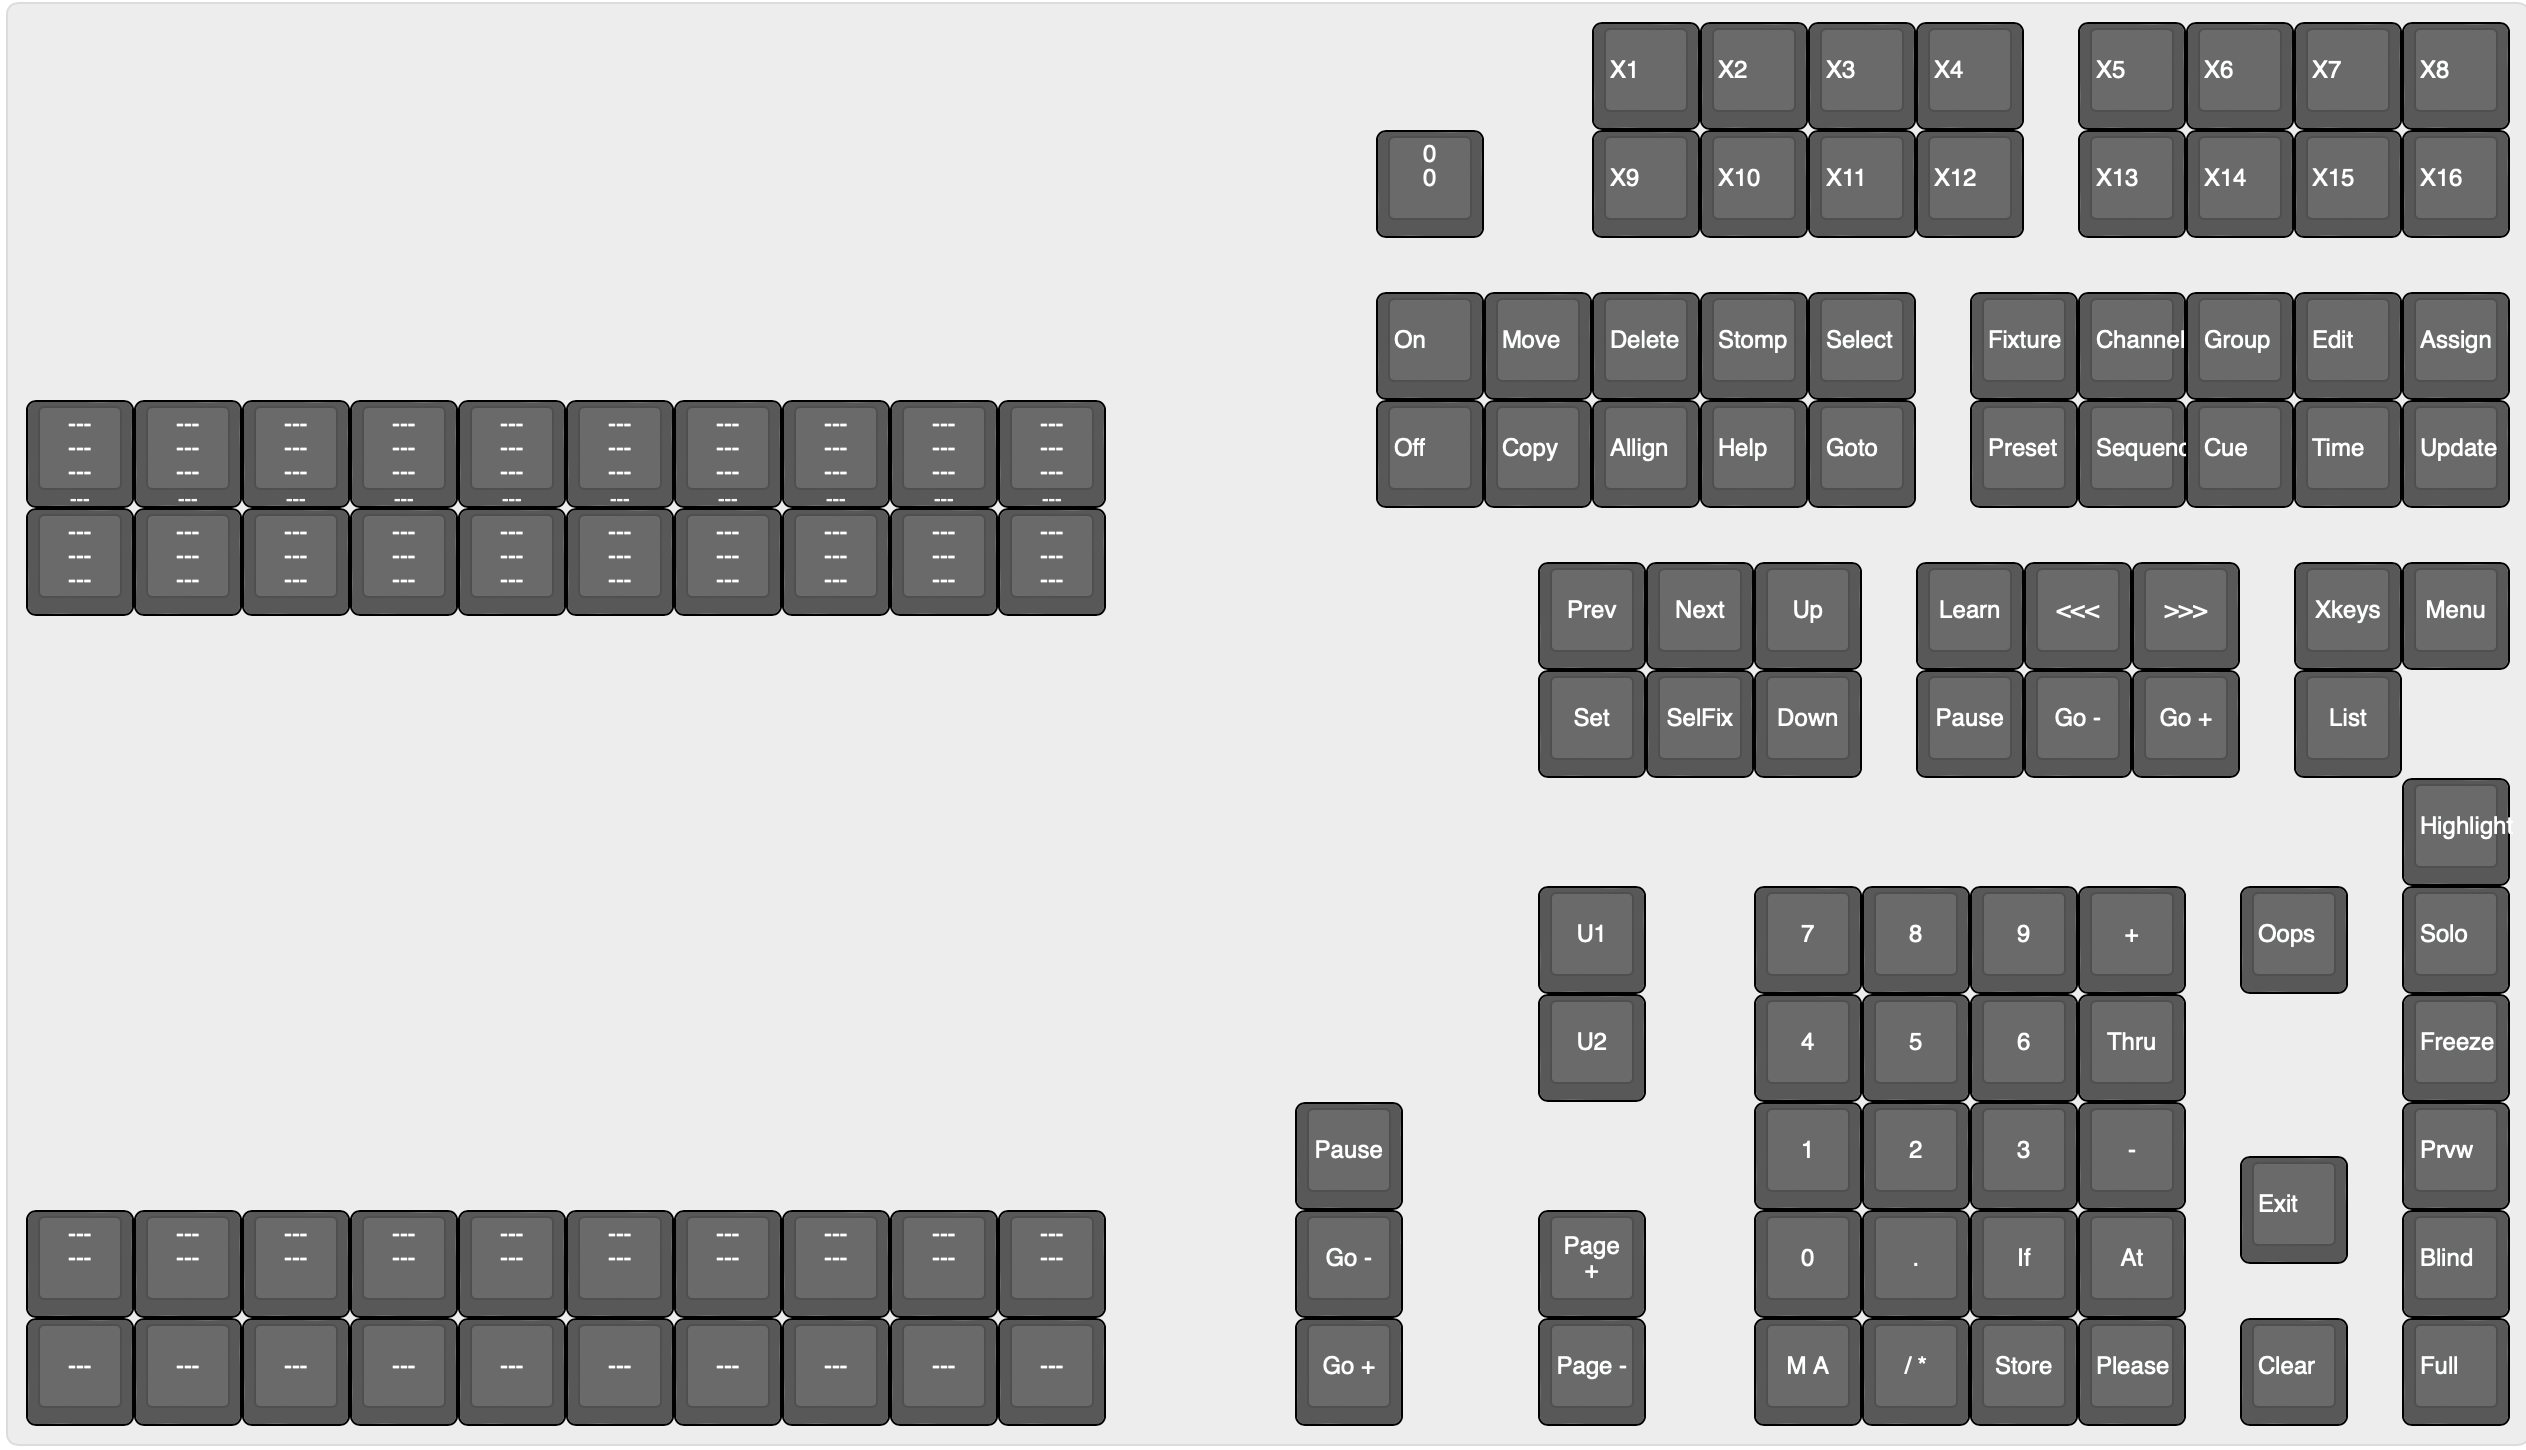 X1 X2 X3 X4 X5 X6 X7 X8
0
0
X9 X10 X11 X12 X13 X14 X15 X16
On Move Delete Stomp Select Fixture Channel Group Edit Assign
--- --- --- --- --- --- --- --- --- ---
--- --- --- --- --- --- --- --- --- ---
--- --- --- --- --- --- --- --- --- ---
--- --- --- --- --- --- --- --- --- ---
Off Copy Allign Help Goto Preset Sequenc Cue Time Update
--- --- --- --- --- --- --- --- --- ---
--- --- --- --- --- --- --- --- --- ---
--- --- --- --- --- --- --- --- --- ---
Prev Next Up Learn <<< >>> Xkeys Menu
Set SelFix Down Pause Go - Go + List
Highlight
U1 7 8 9 + Oops Solo
U2 4 5 6 Thru Freeze
Pause 1 2 3 - Prvw
Exit
--- --- --- --- --- --- --- --- --- ---
--- --- --- --- --- --- --- --- --- ---
Go - Page
+ 0 . If At Blind
--- --- --- --- --- --- --- --- --- --- Go + Page - M A / * Store Please Clear Full